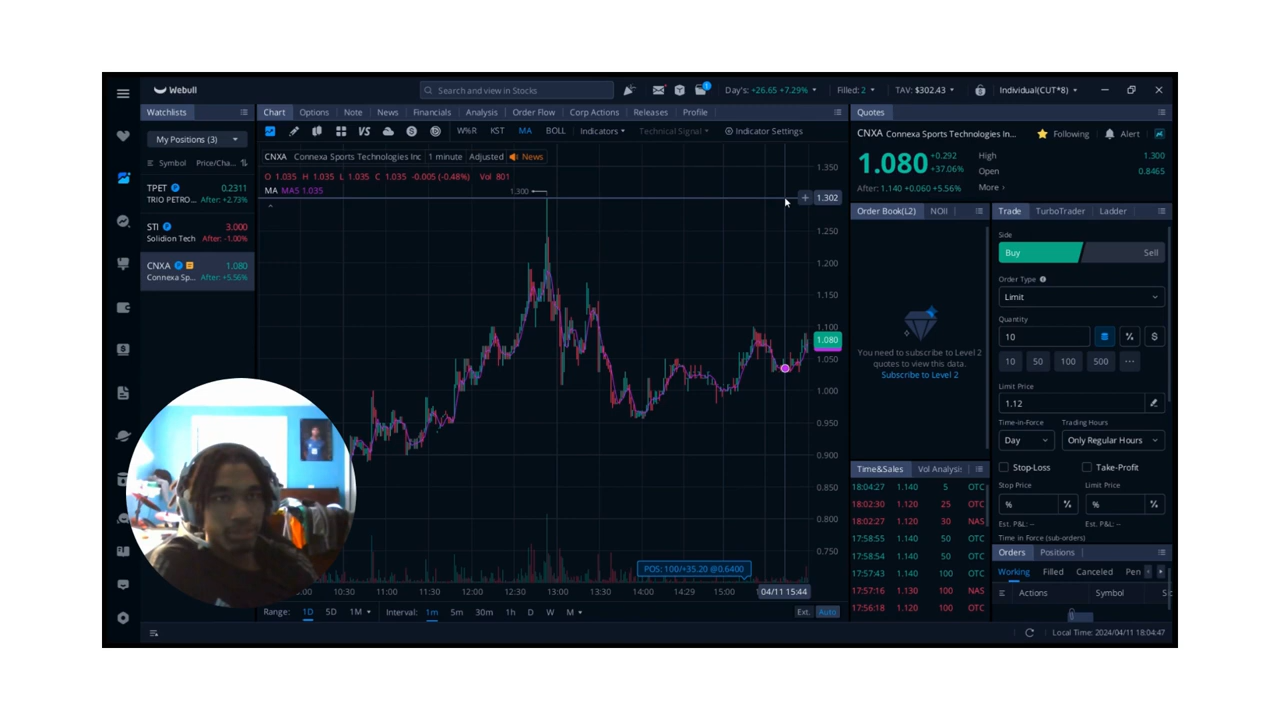 Webull
Search and view in Stocks
Day's: +26.65 +7.29%
Filled: 2
TAV: $302.43
Individual(CUT*8)
Watchlists
Chart Options Note News Financials Analysis Order Flow Corp Actions Releases Profile
Quotes
My Positions (3)
W%R KST MA BOLL Indicators Technical Signal Indicator Settings
VS
CNXA Connexa Sports Technologies In...
Following
Alert
Symbol Price/Cha...
CNXA Connexa Sports Technologies Inc 1 minute Adjusted News
1.080
+0.292
+37.06%
High 1.300
Open 0.8465
After: 1.140 +0.060 +5.56%
More
O 1.035 H 1.035 L 1.035 C 1.035 -0.005 (-0.48%) Vol 801
MA MA5 1.035
TPET 0.2311
TRIO PETRO... After: +2.73%
STI 3.000
Solidion Tech After: -1.00%
CNXA 1.080
Connexa Sp... After: +5.56%
1.300
1.350
1.302
1.250
1.200
1.150
1.100
1.080
1.050
1.000
0.950
0.900
0.850
0.800
0.750
POS: 100/+35.20 @0.6400
10:30 11:00 11:30 12:00 12:30 13:00 13:30 14:00 14:29 15:00 04/11 15:44
Range: 1D 5D 1M Interval: 1m 5m 30m 1h D W M
Ext. Auto
Order Book(L2) NOII
You need to subscribe to Level 2
quotes to view this data.
Subscribe to Level 2
Time&Sales Vol Analysis
18:04:27 1.140 5 OTC
18:02:30 1.120 25 OTC
18:02:27 1.120 30 NAS
17:58:55 1.140 50 OTC
17:58:54 1.140 50 OTC
17:57:43 1.140 100 OTC
17:57:16 1.130 100 NAS
17:56:18 1.120 100 OTC
Trade TurboTrader Ladder
Side
Buy Sell
Order Type
Limit
Quantity
10 % $
10 50 100 500 ...
Limit Price
1.12
Time-in-Force Trading Hours
Day Only Regular Hours
Stop-Loss Take-Profit
Stop Price Limit Price
% %
Est. P&L: -- Est. P&L: --
Time in Force (sub-orders)
Orders Positions
Working Filled Canceled Pen
Actions Symbol
Local Time: 2024/04/11 18:04:47